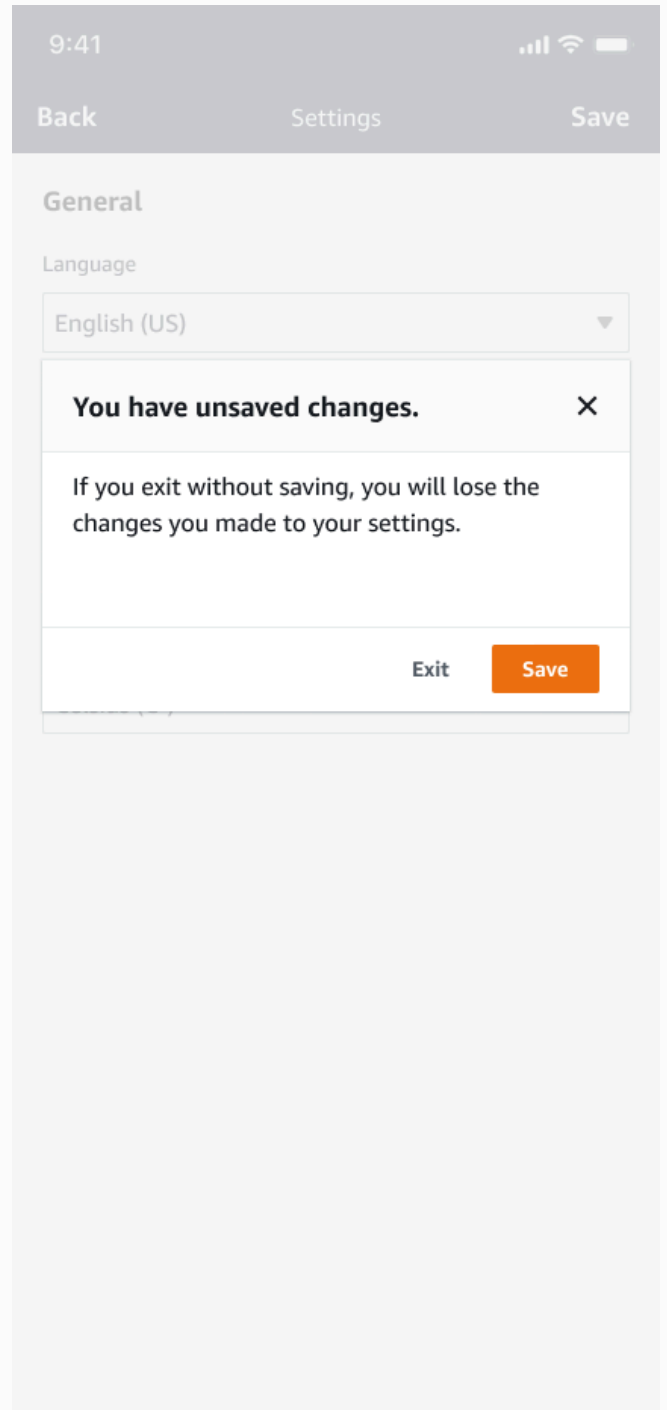 9:41
Back Settings Save
General
Language
English (US)
You have unsaved changes.
If you exit without saving, you will lose the
changes you made to your settings.
Exit Save